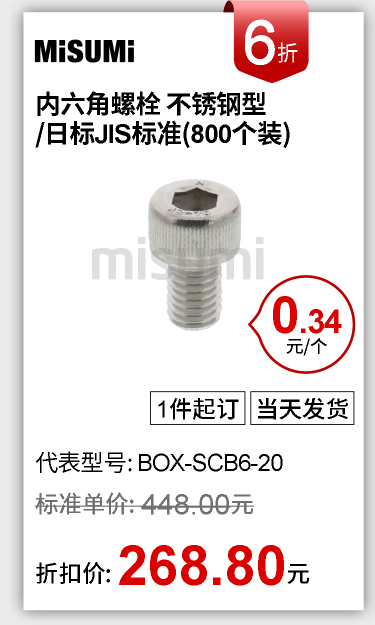 MiSUMi
6折
内六角螺栓 不锈钢型
/日标JIS标准(800个装)
misumi
0.34
元/个
1件起订 当天发货
代表型号: BOX-SCB6-20
标准单价: 448.00元
折扣价: 268.80元